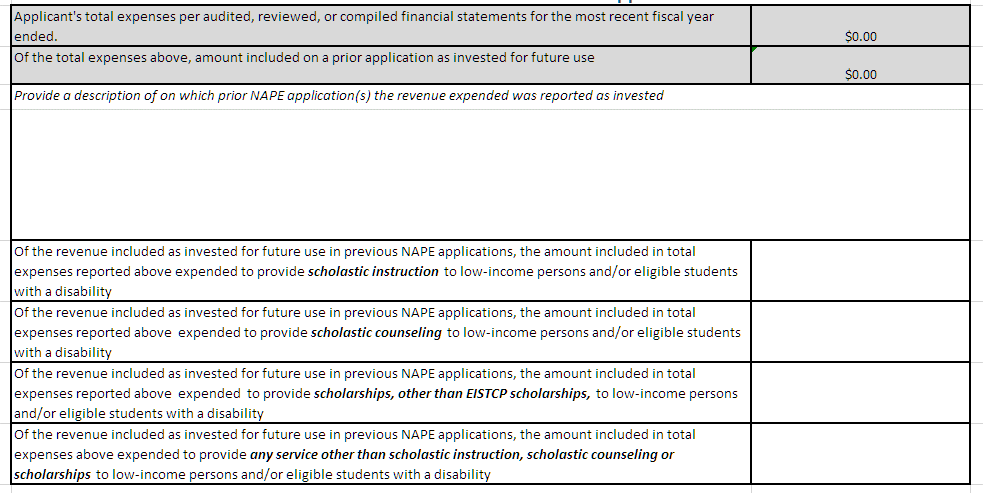 Applicant's total expenses per audited, reviewed, or compiled financial statements for the most recent fiscal year
ended.
$0.00
Of the total expenses above, amount included on a prior application as invested for future use
$0.00
Provide a description of on which prior NAPE application(s) the revenue expended was reported as invested
Of the revenue included as invested for future use in previous NAPE applications, the amount included in total
expenses reported above expended to provide scholastic instruction to low-income persons and/or eligible students
with a disability
Of the revenue included as invested for future use in previous NAPE applications, the amount included in total
expenses reported above expended to provide scholastic counseling to low-income persons and/or eligible students
with a disability
Of the revenue included as invested for future use in previous NAPE applications, the amount included in total
expenses reported above expended to provide scholarships, other than EISTCP scholarships, to low-income persons
and/or eligible students with a disability
Of the revenue included as invested for future use in previous NAPE applications, the amount included in total
expenses above expended to provide any service other than scholastic instruction, scholastic counseling or
scholarships to low-income persons and/or eligible students with a disability